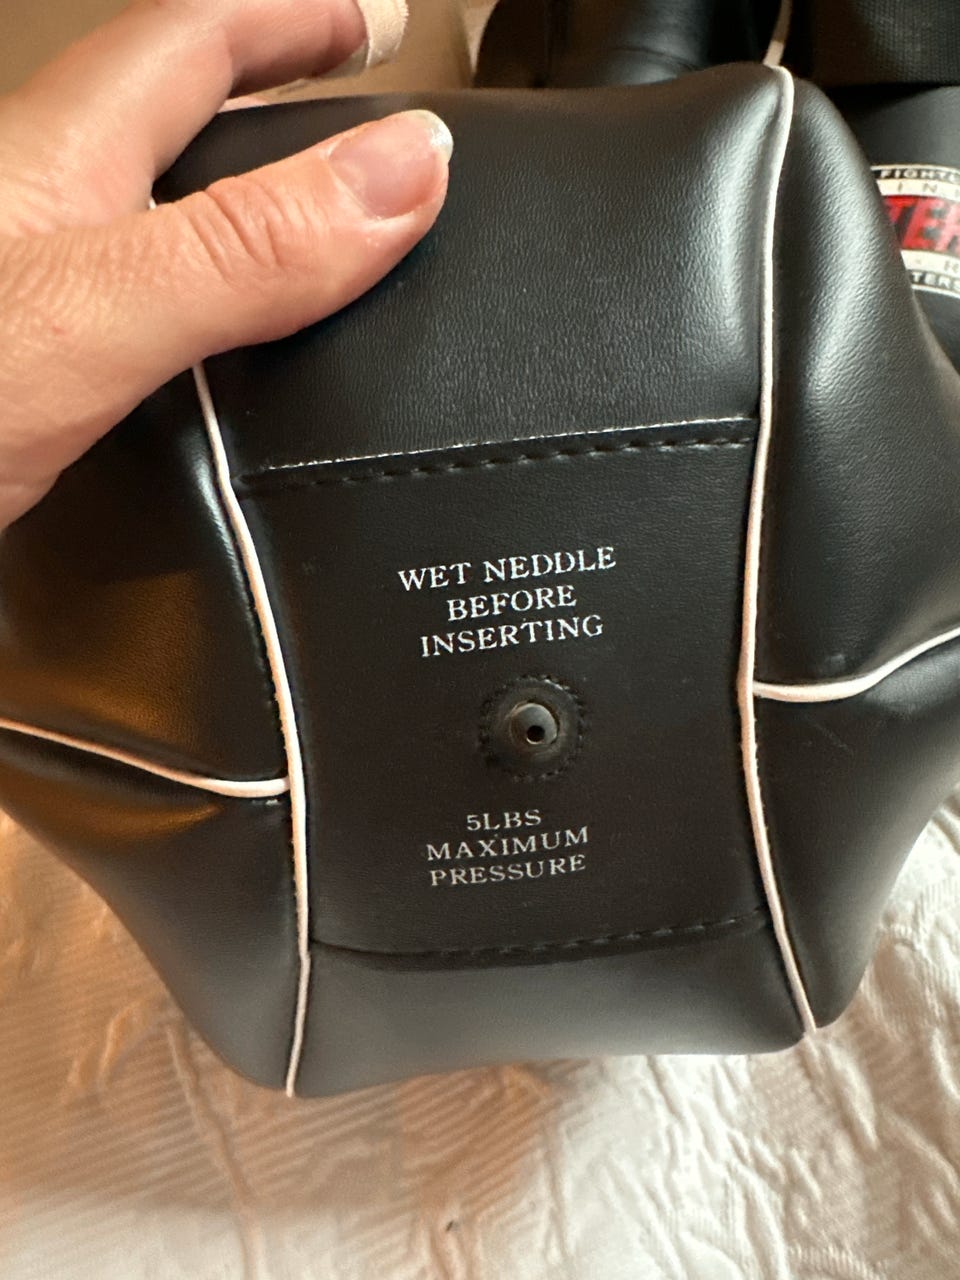 WET NEDDLE
BEFORE
INSERTING
5LBS
MAXIMUM
PRESSURE